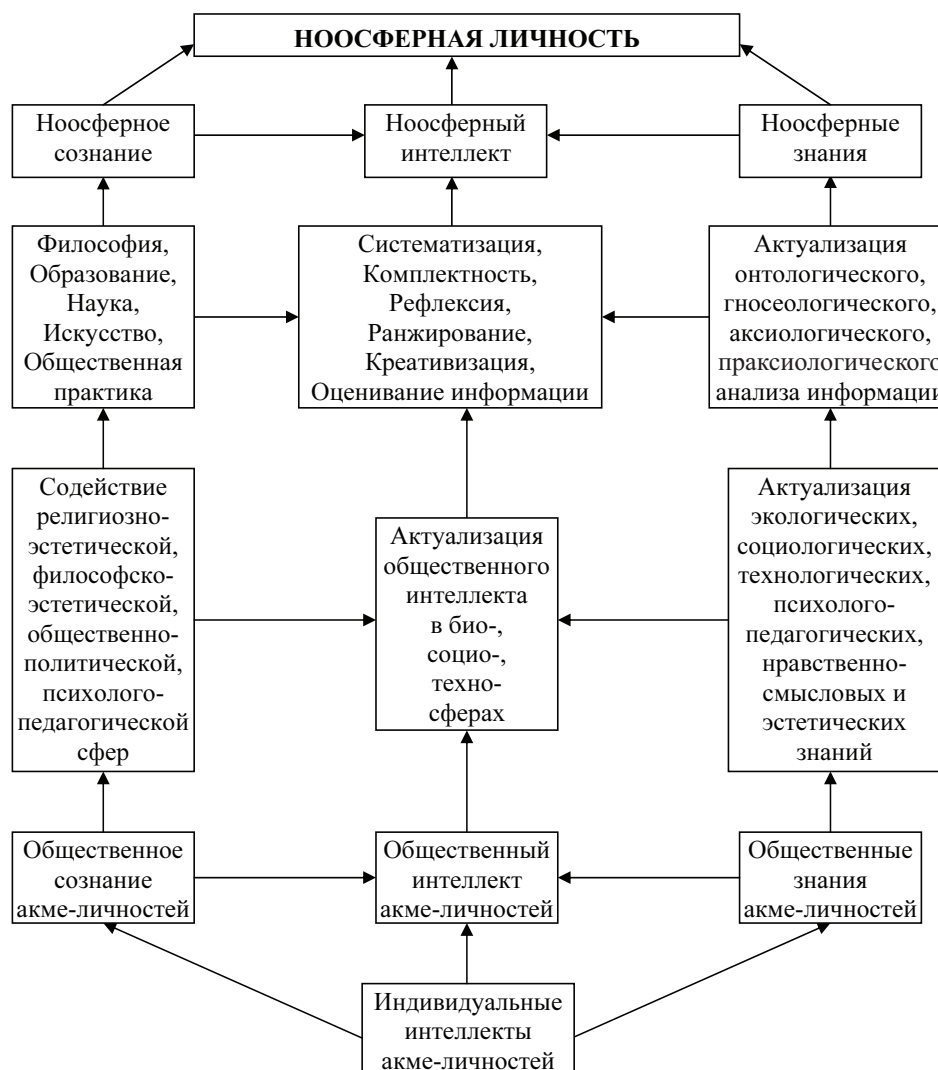 НООСФЕРНАЯ ЛИЧНОСТЬ
Ноосферное
сознание
Ноосферный
интеллект
Ноосферные
знания
Философия,
Образование,
Наука,
Искусство,
Общественная
практика
Систематизация,
Комплектность,
Рефлексия,
Ранжирование,
Креативизация,
Оценивание информации
Актуализация
онтологического,
гносеологического,
аксиологического,
праксиологического
анализа информации
Содействие
религиозно-
эстетической,
философско-
эстетической,
общественно-
политической,
психолого-
педагогической
сфер
Актуализация
общественного
интеллекта
в био-,
социо-,
техно-
сферах
Актуализация
экологических,
социологических,
технологических,
психолого-
педагогических,
нравственно-
смысловых и
эстетических
знаний
Общественное
сознание
акме-личностей
Общественный
интеллект
акме-личностей
Общественные
знания
акме-личностей
Индивидуальные
интеллекты
акме-личностей